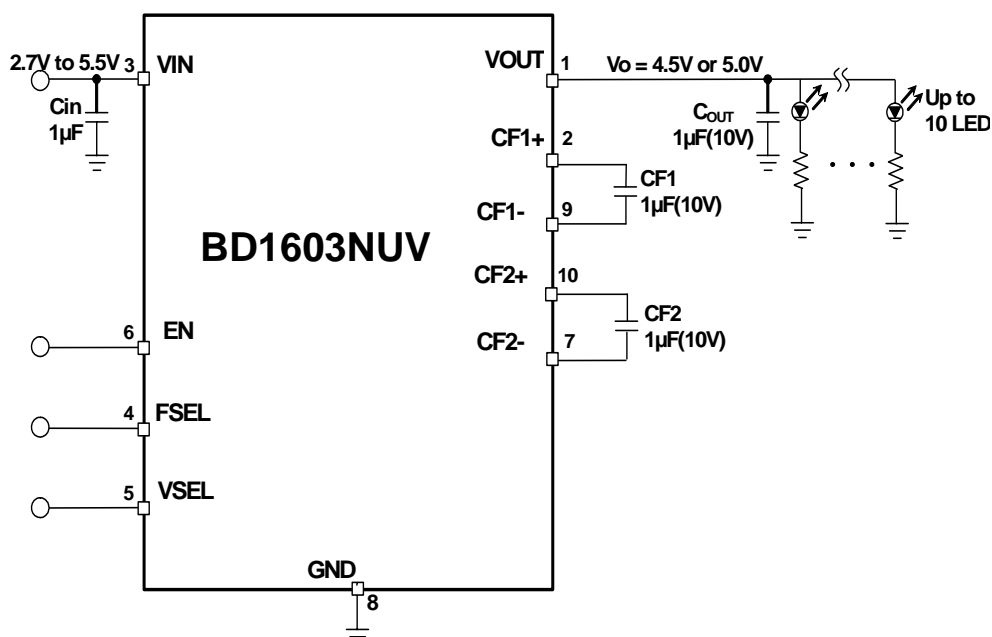 2.7V to 5.5V
3
VIN
Cin
1µF
VOUT
1
Vo = 4.5V or 5.0V
COUT
1µF(10V)
Up to
10 LED
CF1+
2
CF1
1µF(10V)
CF1-
9
BD1603NUV
CF2+
10
CF2
1µF(10V)
CF2-
7
6
EN
4
FSEL
5
VSEL
GND
8